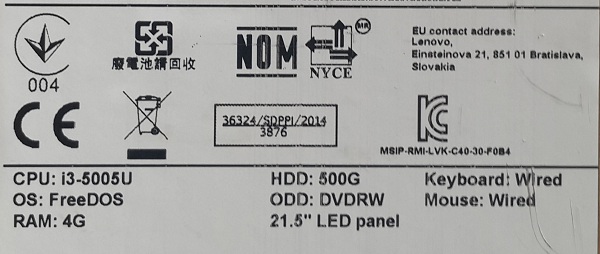 004
廢電池請回收
NOM
MR
NYCE
EU contact address:
Lenovo,
Einsteinova 21, 851 01 Bratislava,
Slovakia
CE
36324/SDPPI/2014
3876
MSIP-RMI-LVK-C40-30-F0B4
CPU: i3-5005U
HDD: 500G
Keyboard: Wired
OS: FreeDOS
ODD: DVDRW
Mouse: Wired
RAM: 4G
21.5" LED panel